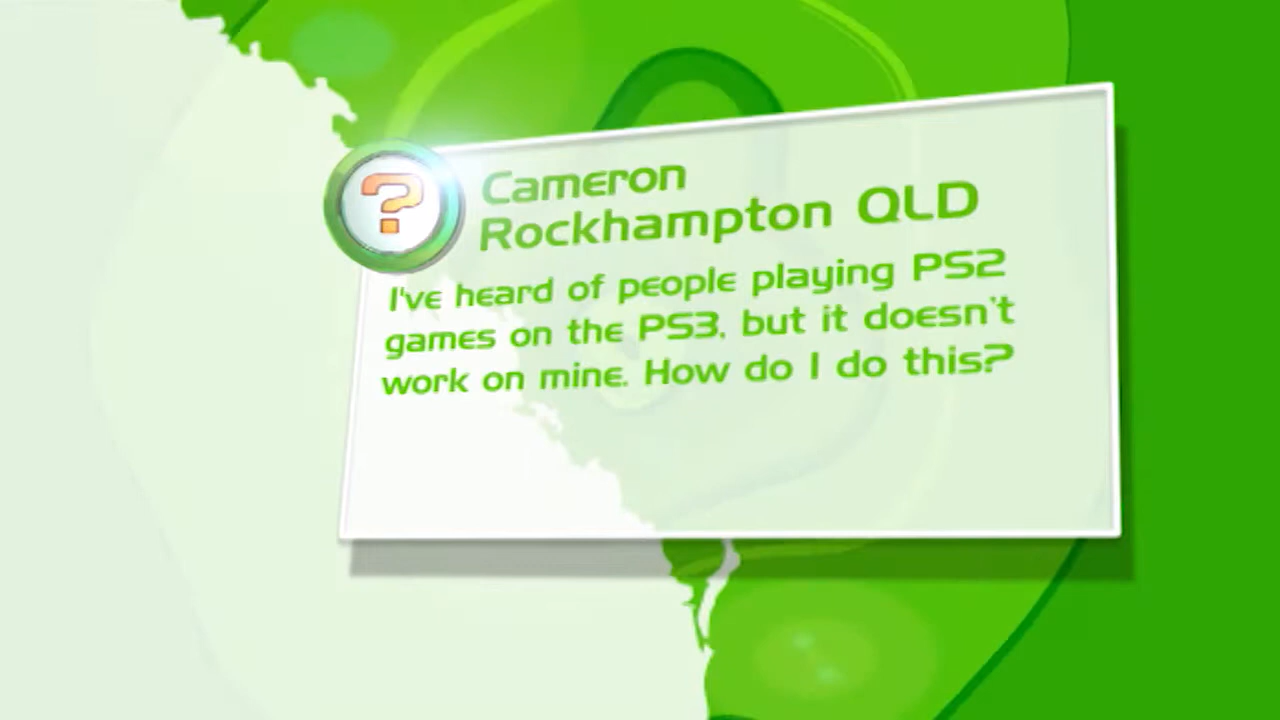 ?
Cameron
Rockhampton QLD
I've heard of people playing PS2
games on the PS3, but it doesn't
work on mine. How do I do this?